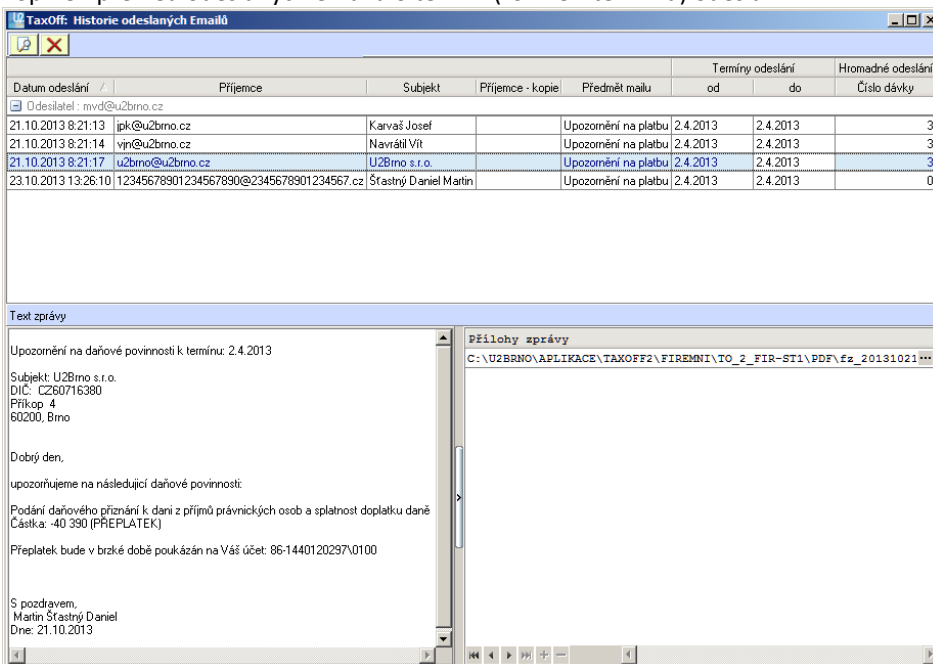 TaxOff: Historie odeslaných Emailů
Termíny odeslání Hromadné odeslání
Datum odeslání Příjemce Subjekt Příjemce - kopie Předmět mailu od do Číslo dávky
Odesilatel : mvd@u2brno.cz
21.10.2013 8:21:13 jpk@u2brno.cz Karvaš Josef Upozornění na platbu 2.4.2013 2.4.2013 3
21.10.2013 8:21:14 vjn@u2brno.cz Navrátil Vít Upozornění na platbu 2.4.2013 2.4.2013 3
21.10.2013 8:21:17 u2brno@u2brno.cz U2Brno s.r.o. Upozornění na platbu 2.4.2013 2.4.2013 3
23.10.2013 13:26:10 12345678901234567890@2345678901234567.cz Šťastný Daniel Martin Upozornění na platbu 2.4.2013 2.4.2013 0
Text zprávy
Upozornění na daňové povinnosti k termínu: 2.4.2013
Subjekt: U2Brno s.r.o.
DIČ: CZ60716380
Příkop 4
60200, Brno
Dobrý den,
upozorňujeme na následujicí daňové povinnosti:
Podání daňového přiznání k dani z příjmů právnických osob a splatnost doplatku daně
Částka: -40 390 (PŘEPLATEK)
Přeplatek bude v brzké době poukázán na Váš účet: 86-1440120297\0100
S pozdravem,
Martin Šťastný Daniel
Dne: 21.10.2013
Přílohy zprávy
C:\U2BRNO\APLIKACE\TAXOFF2\FIREMNI\TO_2_FIR-ST1\PDF\fz_20131021 ...